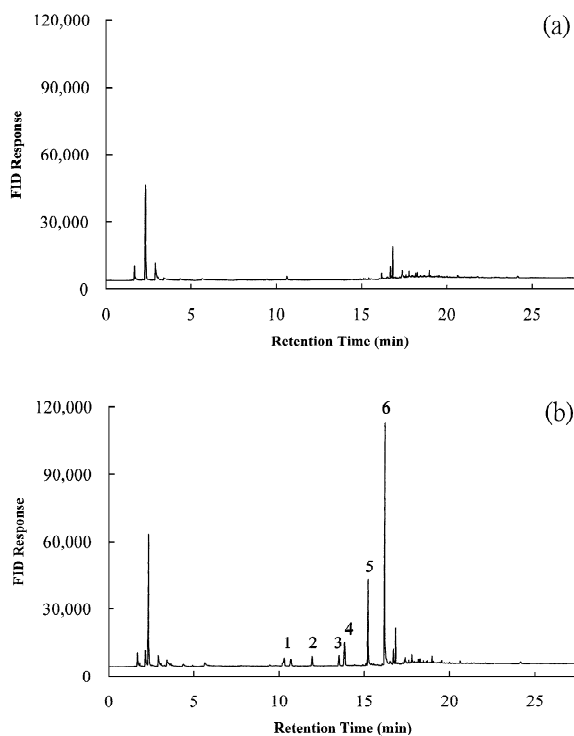 (a)
120,000
90,000
60,000
30,000
0
FID Response
0 5 10 15 20 25
Retention Time (min)
(b)
120,000
90,000
60,000
30,000
0
FID Response
1 2 3 4 5 6
0 5 10 15 20 25
Retention Time (min)